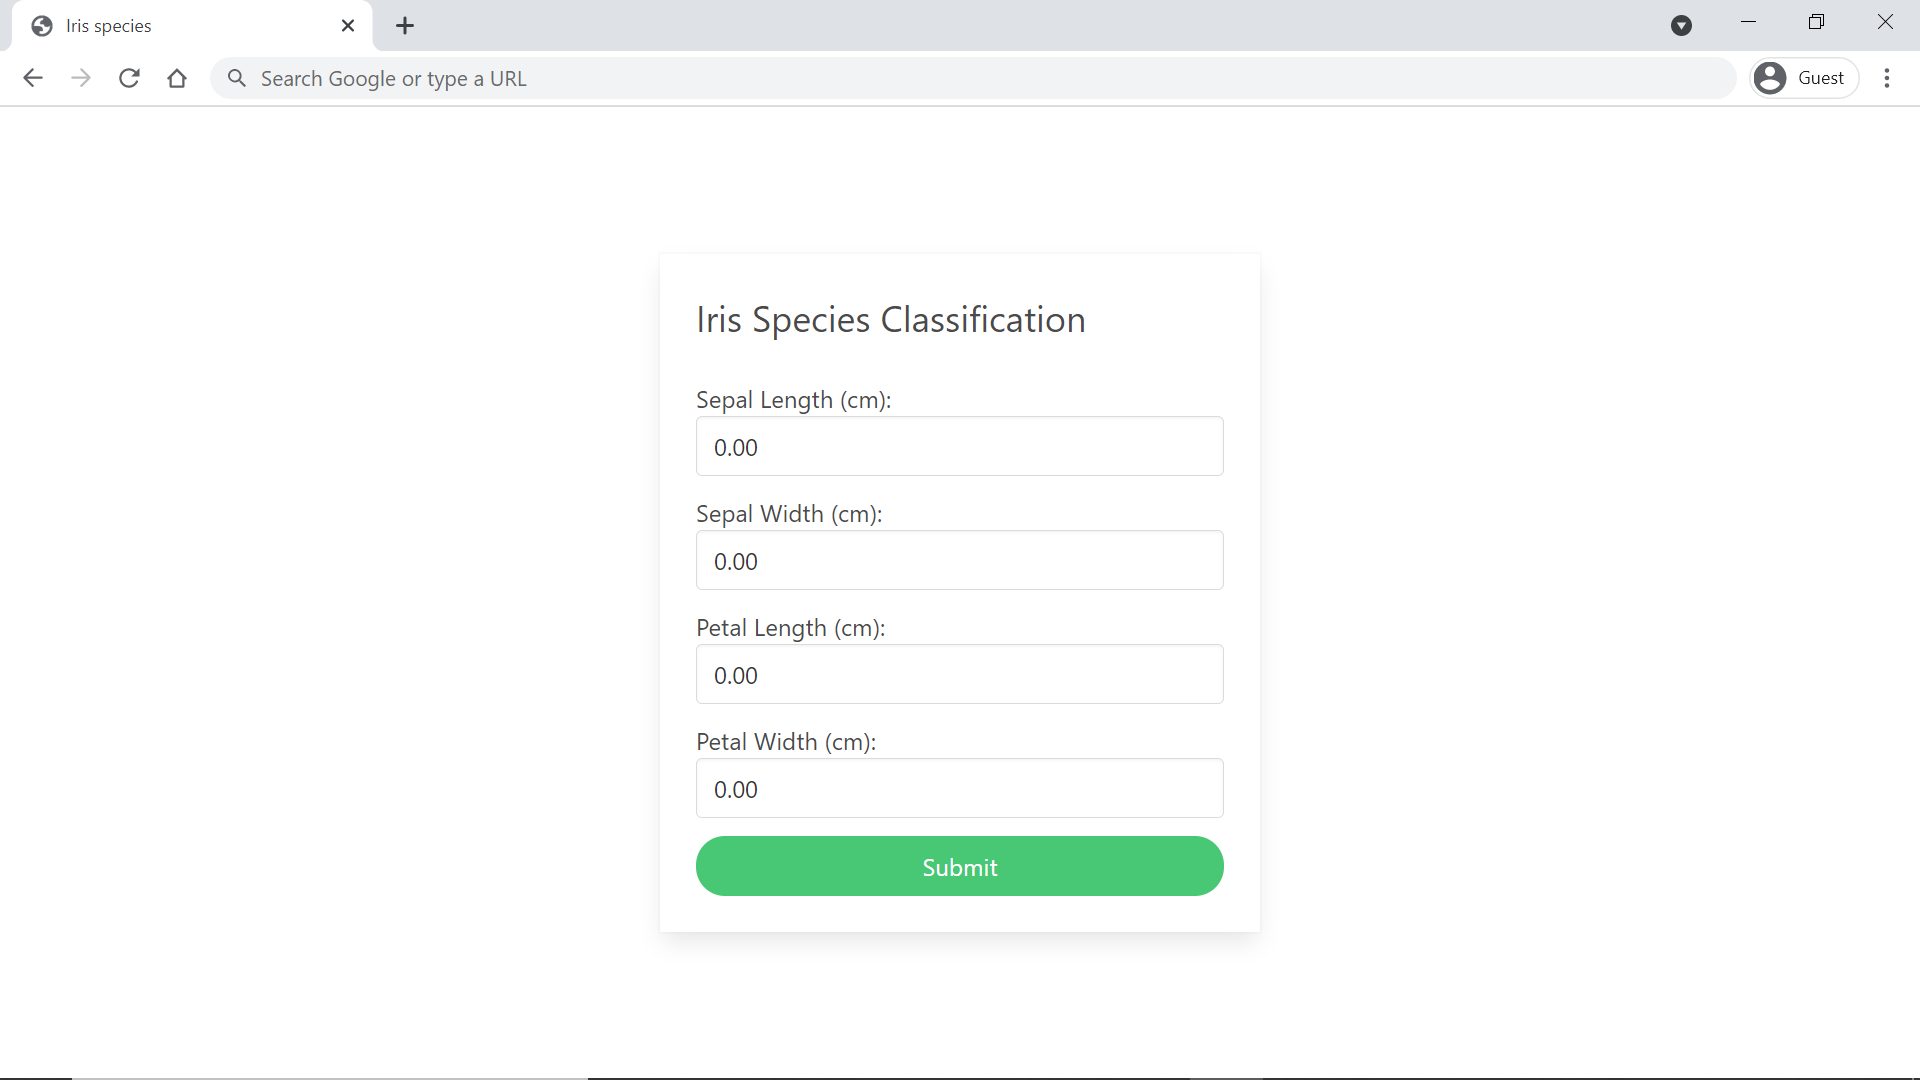 Iris species
Search Google or type a URL
Guest
Iris Species Classification
Sepal Length (cm):
0.00
Sepal Width (cm):
0.00
Petal Length (cm):
0.00
Petal Width (cm):
0.00
Submit